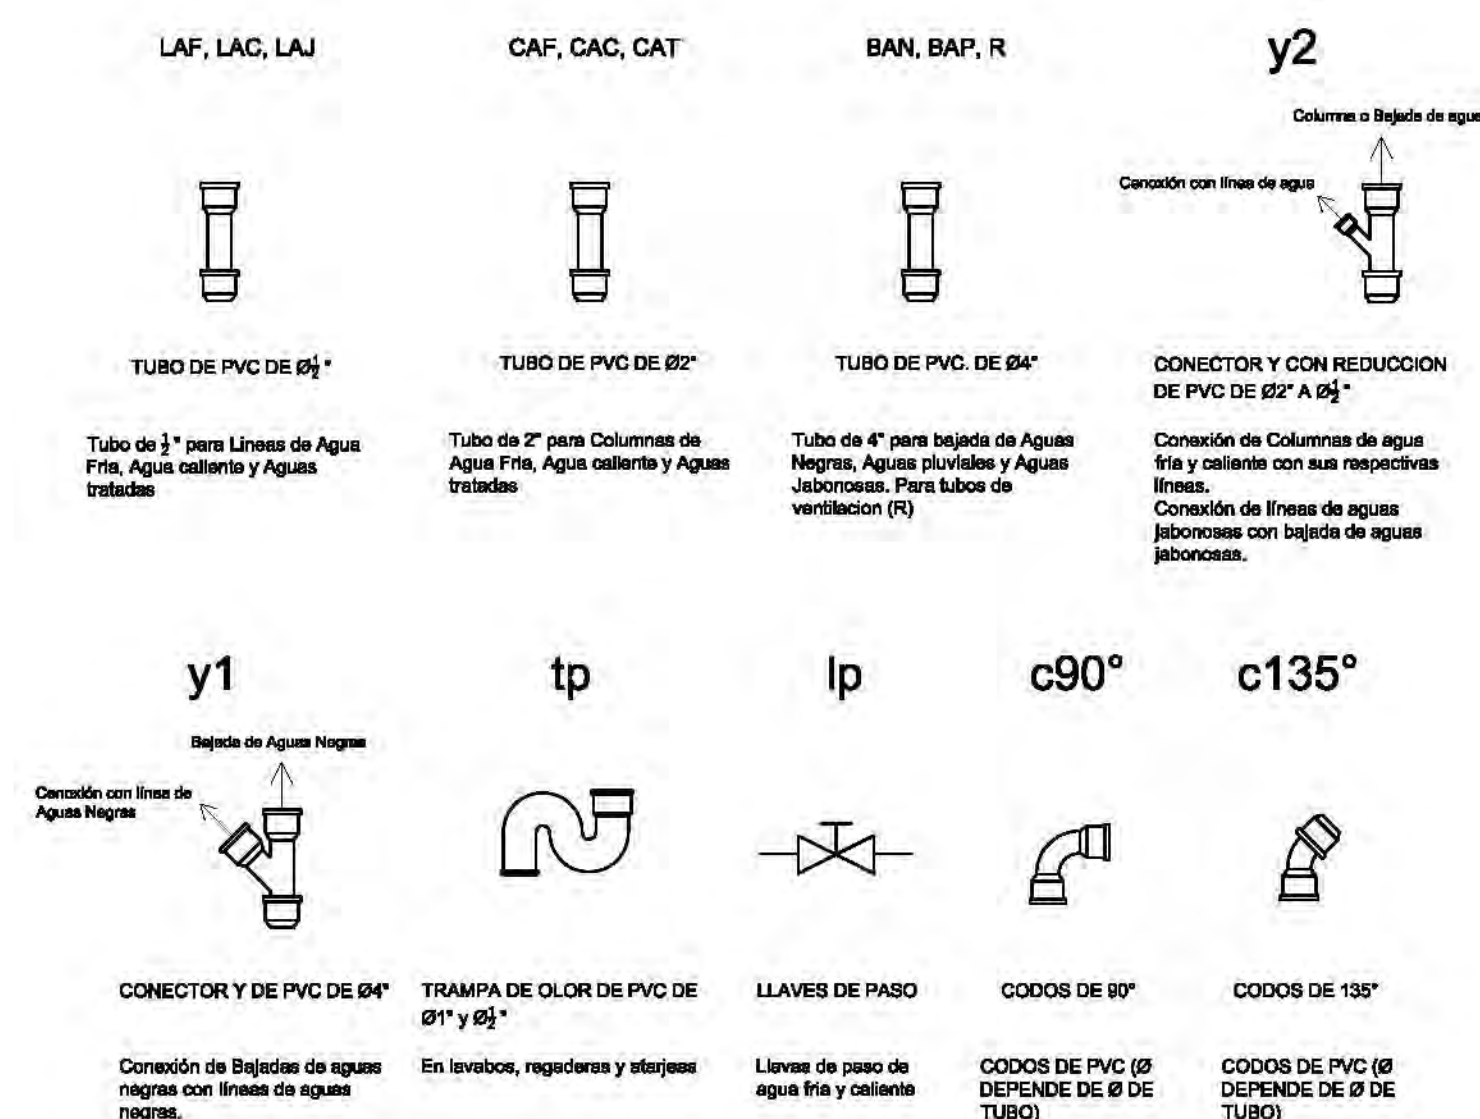 LAF, LAC, LAJ
CAF, CAC, CAT
BAN, BAP, R
y2
Columna o Bajada de agua
Conoxión con línea de agua
TUBO DE PVC DE Ø½"
TUBO DE PVC DE Ø2"
TUBO DE PVC. DE Ø4"
CONECTOR Y CON REDUCCION
DE PVC DE Ø2" A Ø½"
Tubo de ½" para Lineas de Agua
Fria, Agua caliente y Aguas
tratadas
Tubo de 2" para Columnas de
Agua Fria, Agua caliente y Aguas
tratadas
Tubo de 4" para bajada de Aguas
Negras, Aguas pluviales y Aguas
Jabonosas. Para tubos de
ventilacion (R)
Conexión de Columnas de agua
fria y caliente con sus respectivas
líneas.
Conexión de líneas de aguas
jabonosas con bajada de aguas
jabonosas.
y1
tp
lp
c90°
c135°
Bajada de Aguas Negras
Conoxión con línea de
Aguas Negras
CONECTOR Y DE PVC DE Ø4"
TRAMPA DE OLOR DE PVC DE
Ø1" y Ø½"
LLAVES DE PASO
CODOS DE 90°
CODOS DE 135°
Conexión de Bajadas de aguas
negras con líneas de aguas
negras.
En lavabos, regaderas y tarjeas
Llaves de paso de
agua fria y caliente
CODOS DE PVC (Ø
DEPENDE DE Ø DE
TUBO)
CODOS DE PVC (Ø
DEPENDE DE Ø DE
TUBO)